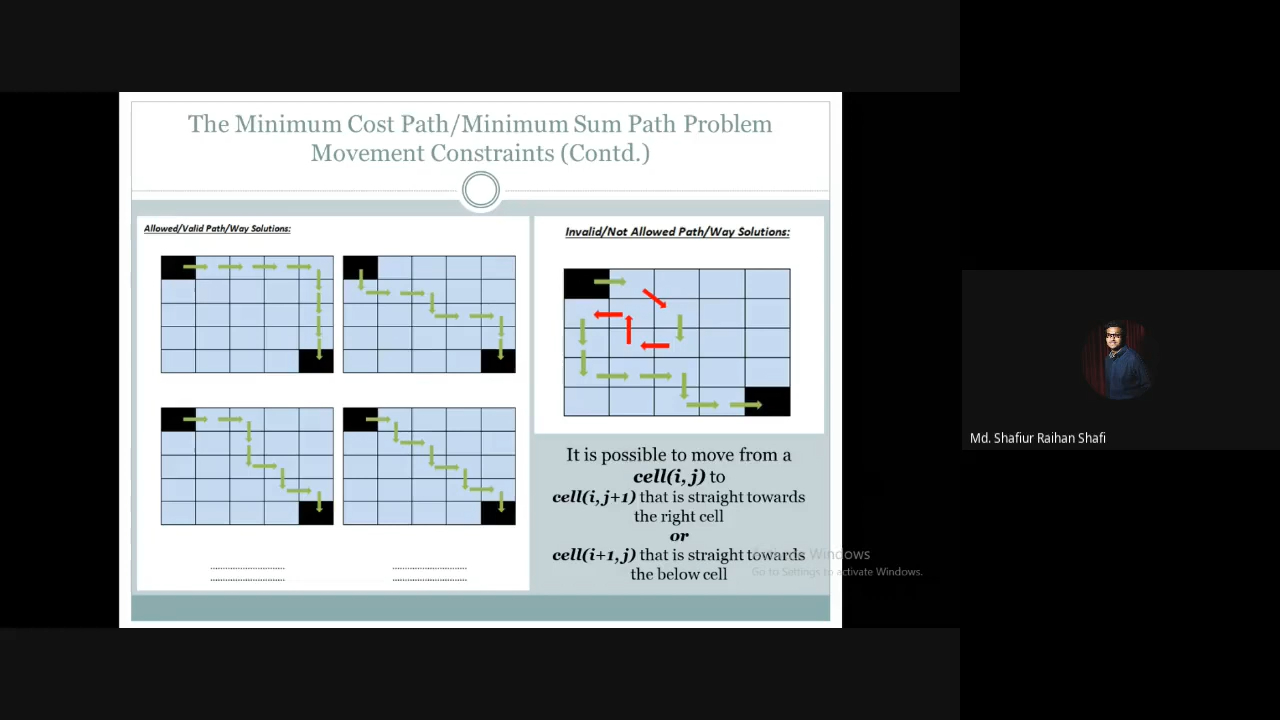 The Minimum Cost Path/Minimum Sum Path Problem
Movement Constraints (Contd.)
Allowed/Valid Path/Way Solutions:
Invalid/Not Allowed Path/Way Solutions:
It is possible to move from a
cell(i, j) to
cell(i, j+1) that is straight towards
the right cell
or
cell(i+1, j) that is straight towards
the below cell
Activate Windows
Go to Settings to activate Windows.
Md. Shafiur Raihan Shafi